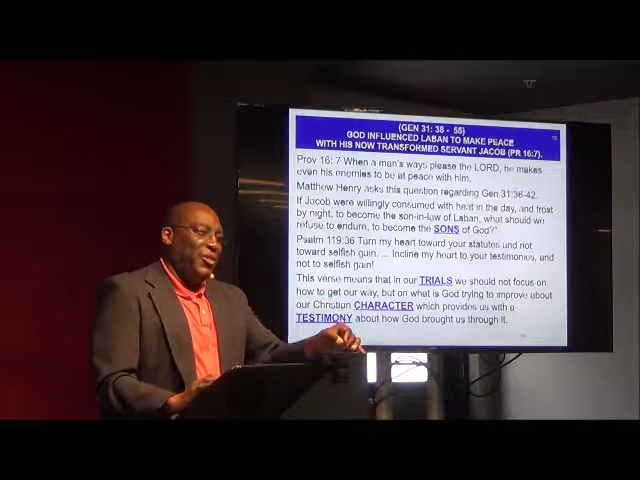 (GEN 31: 38 - 55)
GOD INFLUENCED LABAN TO MAKE PEACE
WITH HIS NOW TRANSFORMED SERVANT JACOB (PR 16:7).
Prov 16: 7 When a man's ways please the LORD, he makes
even his enemies to be at peace with him.
Matthew Henry asks this question regarding Gen 31:36-42.
If Jacob were willingly consumed with heat in the day, and frost
by night, to become the son-in-law of Laban, what should we
refuse to endure, to become the SONS of God?"
Psalm 119:36 Turn my heart toward your statutes and not
toward selfish gain. ... Incline my heart to your testimonies, and
not to selfish gain!
This verse means that in our TRIALS we should not focus on
how to get our way, but on what is God trying to improve about
our Christian CHARACTER which provides us with a
TESTIMONY about how God brought us through it.